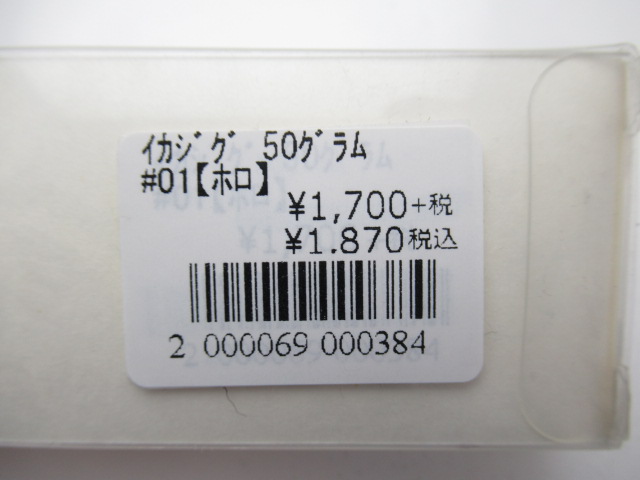 ｲｶｼﾞｸﾞ 50ｸﾞﾗﾑ
#01【ホロ】
¥1,700+税
¥1.870税込
2 000069 000384